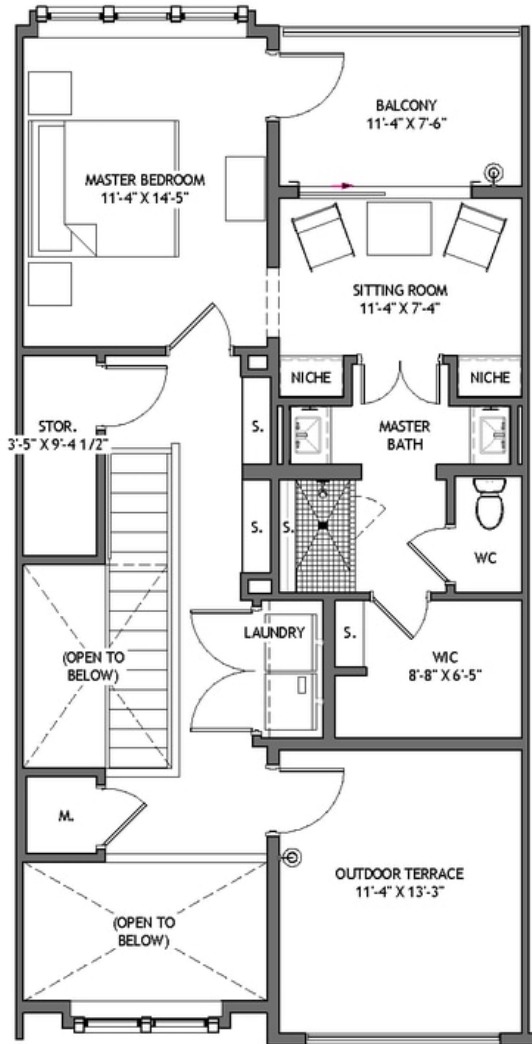 BALCONY
11'-4" X 7'-6"
MASTER BEDROOM
11'-4" X 14'-5"
SITTING ROOM
11'-4" X 7'-4"
NICHE
NICHE
STOR.
3'-5" X 9'-4 1/2"
S.
MASTER
BATH
S.
S.
WC
(OPEN TO
BELOW)
LAUNDRY
S.
WIC
8'-8" X 6'-5"
M.
OUTDOOR TERRACE
11'-4" X 13'-3"
(OPEN TO
BELOW)